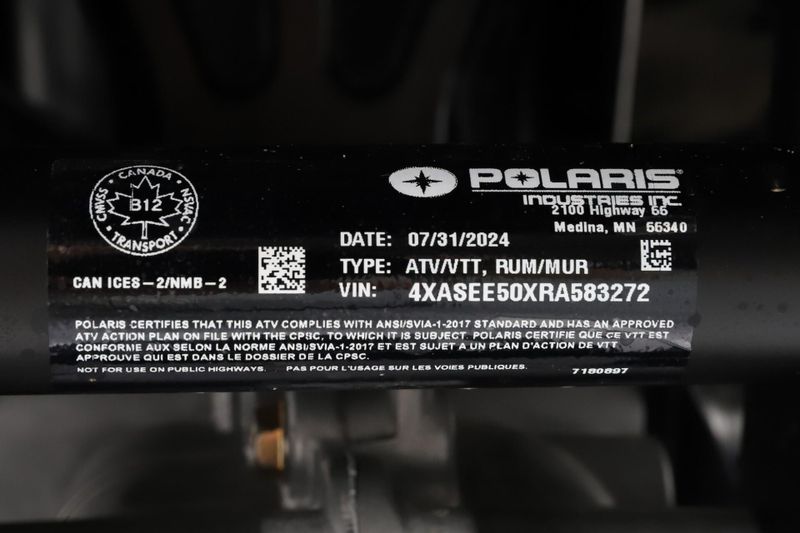 CANADA
CMVSS B12 NSVAC
TRANSPORT
CAN ICES-2/NMB-2
POLARIS®
INDUSTRIES INC.
2100 Highway 55
Medina, MN 55340
DATE: 07/31/2024
TYPE: ATV/VTT, RUM/MUR
VIN: 4XASEE50XRA583272
POLARIS CERTIFIES THAT THIS ATV COMPLIES WITH ANSI/SVIA-1-2017 STANDARD AND HAS AN APPROVED
ATV ACTION PLAN ON FILE WITH THE CPSC, TO WHICH IT IS SUBJECT. POLARIS CERTIFIE QUE CE VTT EST
CONFORME AUX SELON LA NORME ANSI/SVIA-1-2017 ET EST SUJET A UN PLAN D'ACTION DE VTT
APPROUVE QUI EST DANS LE DOSSIER DE LA CPSC.
NOT FOR USE ON PUBLIC HIGHWAYS. PAS POUR L'USAGE SUR LES VOIES PUBLIQUES. 7180897